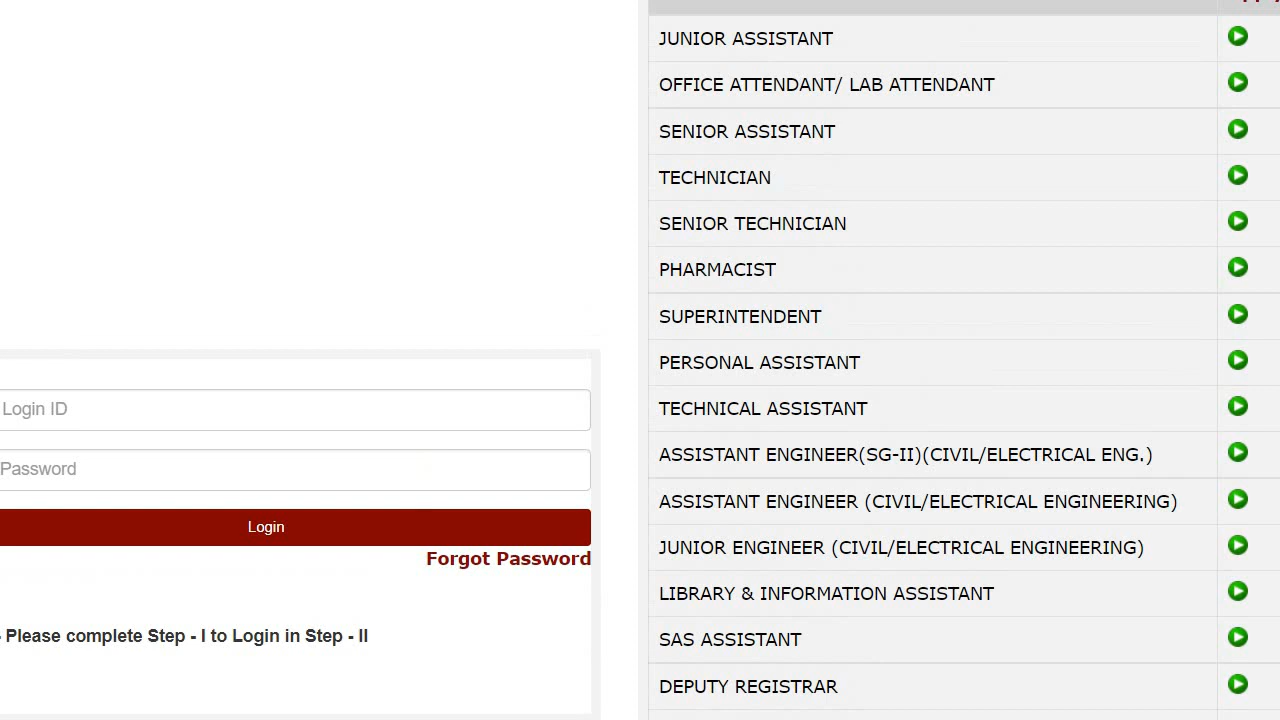 Login ID
Password
Login
Forgot Password
Please complete Step - I to Login in Step - II
JUNIOR ASSISTANT
OFFICE ATTENDANT/ LAB ATTENDANT
SENIOR ASSISTANT
TECHNICIAN
SENIOR TECHNICIAN
PHARMACIST
SUPERINTENDENT
PERSONAL ASSISTANT
TECHNICAL ASSISTANT
ASSISTANT ENGINEER(SG-II)(CIVIL/ELECTRICAL ENG.)
ASSISTANT ENGINEER (CIVIL/ELECTRICAL ENGINEERING)
JUNIOR ENGINEER (CIVIL/ELECTRICAL ENGINEERING)
LIBRARY & INFORMATION ASSISTANT
SAS ASSISTANT
DEPUTY REGISTRAR